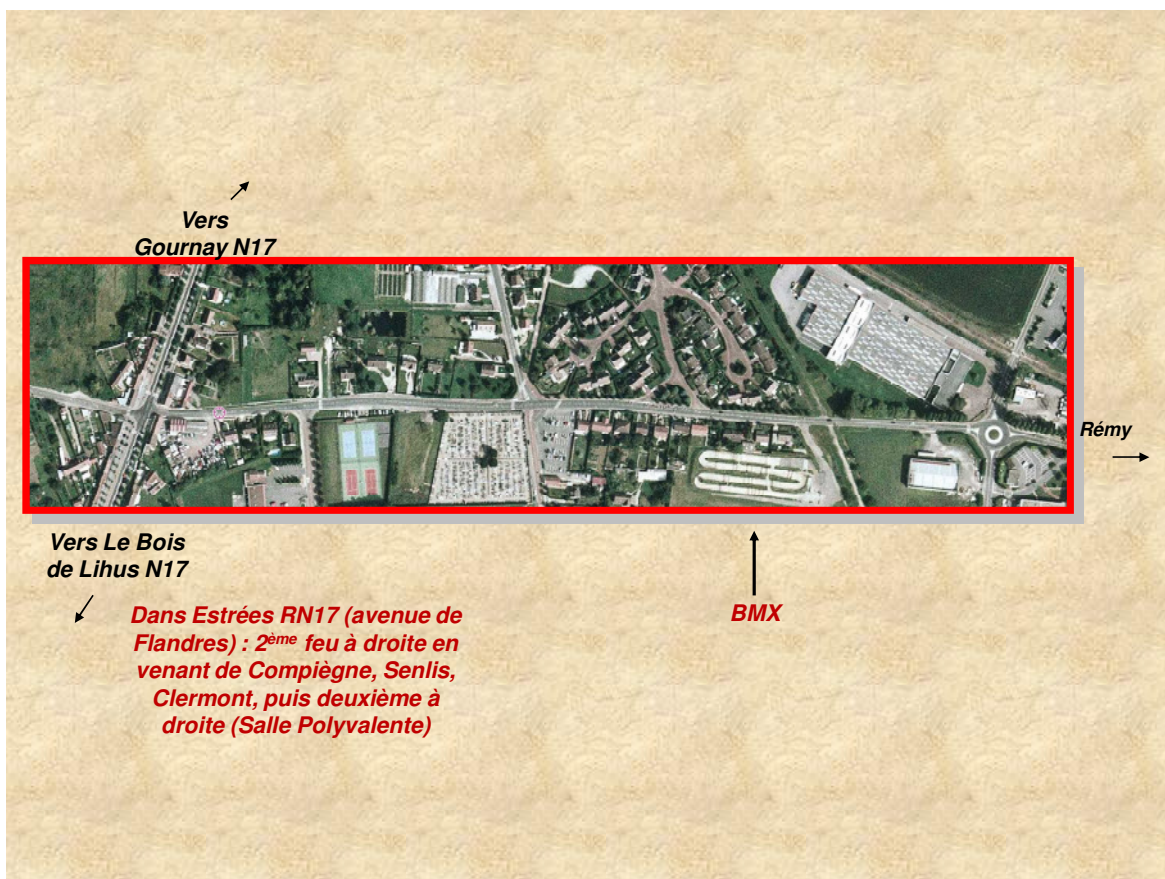 Vers
Gournay N17
Rémy
Vers Le Bois
de Lihus N17
Dans Estrées RN17 (avenue de
Flandres) : 2ème feu à droite en
venant de Compiègne, Senlis,
Clermont, puis deuxième à
droite (Salle Polyvalente)
BMX